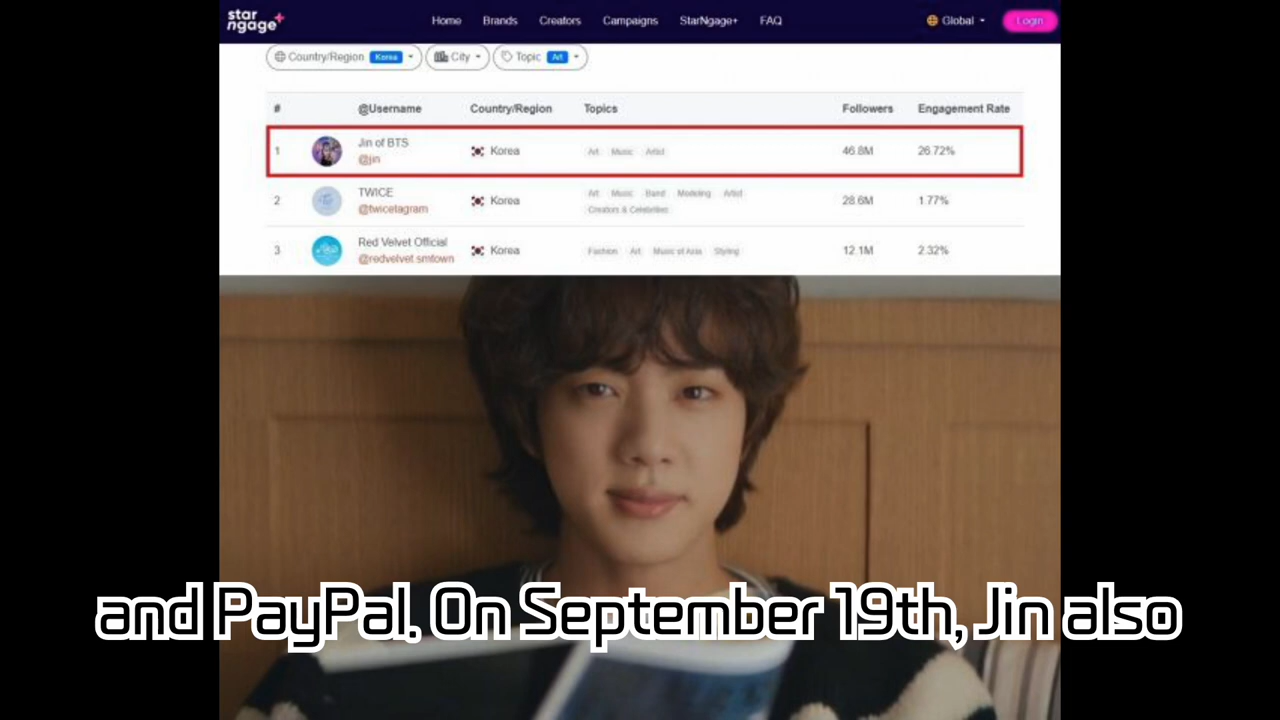 star
ngage
Home Brands Creators Campaigns StarNgage+ FAQ Global Login
Country/Region Korea City Topic Art
# @Username Country/Region Topics Followers Engagement Rate
1 Jin of BTS @jin Korea Art Music Artist 46.8M 26.72%
2 TWICE @twicetagram Korea Art Music Band Modeling Artist Creators & Celebrities 28.6M 1.77%
3 Red Velvet Official @redvelvet.smtown Korea Fashion Art Music of Asia Styling 12.1M 2.32%
and PayPal. On September 19th, Jin also